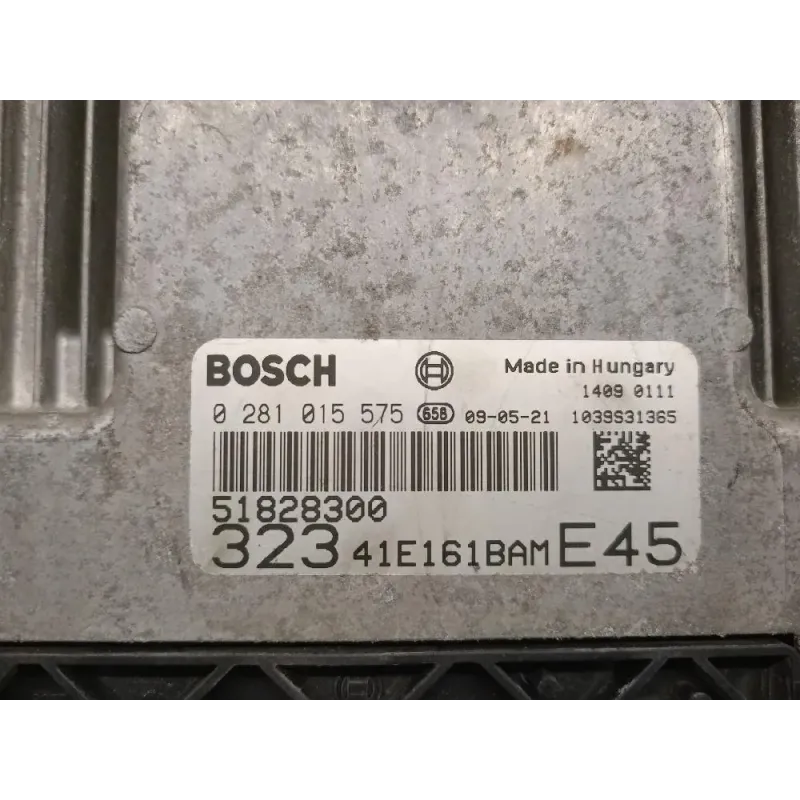 BOSCH Made in Hungary
1409 0111
0 281 015 575 658 09-05-21 1039S31365
51828300
323 41E161BAM E45